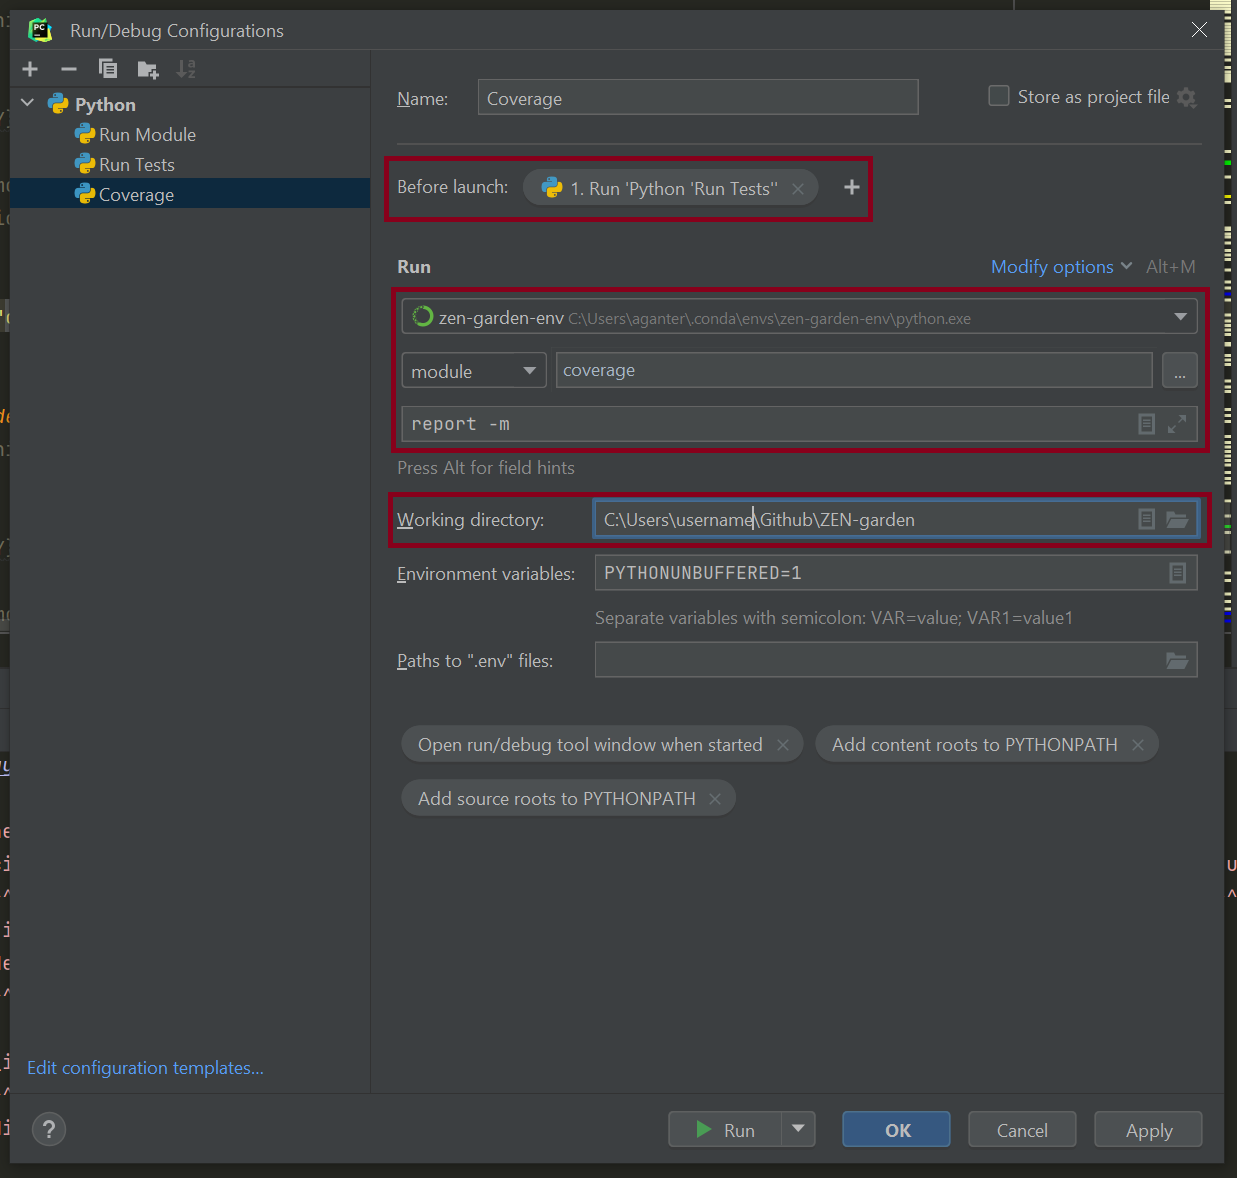 Run/Debug Configurations
Python
Run Module
Run Tests
Coverage
Name: Coverage
Store as project file
Before launch: 1. Run 'Python 'Run Tests''
Run
Modify options Alt+M
zen-garden-env C:\Users\aganter\.conda\envs\zen-garden-env\python.exe
module coverage ...
report -m
Press Alt for field hints
Working directory: C:\Users\username\Github\ZEN-garden
Environment variables: PYTHONUNBUFFERED=1
Separate variables with semicolon: VAR=value; VAR1=value1
Paths to ".env" files:
Open run/debug tool window when started
Add content roots to PYTHONPATH
Add source roots to PYTHONPATH
Edit configuration templates...
? Run OK Cancel Apply